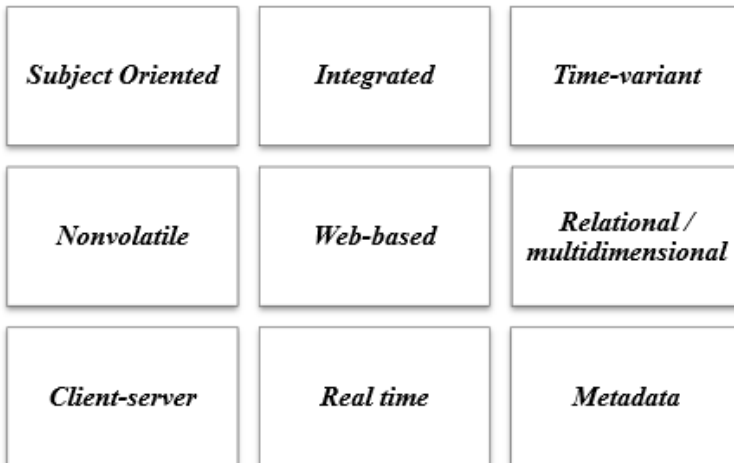 Subject Oriented
Integrated
Time-variant
Nonvolatile
Web-based
Relational /
multidimensional
Client-server
Real time
Metadata